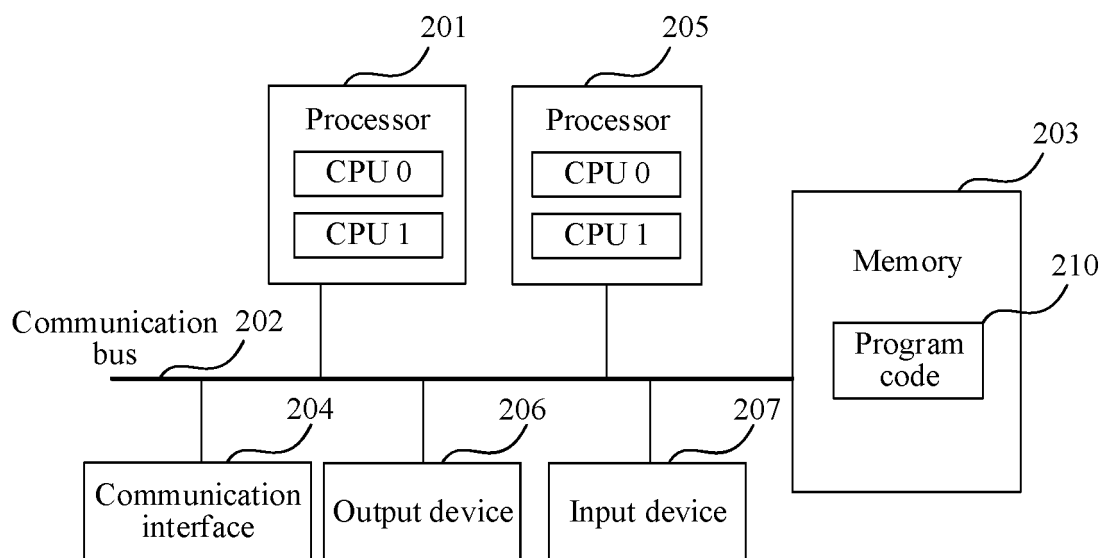 201
205
Processor
CPU 0
CPU 1
Processor
CPU 0
CPU 1
203
Memory
210
Program
code
Communication
bus
202
204
206
207
Communication
interface
Output device
Input device